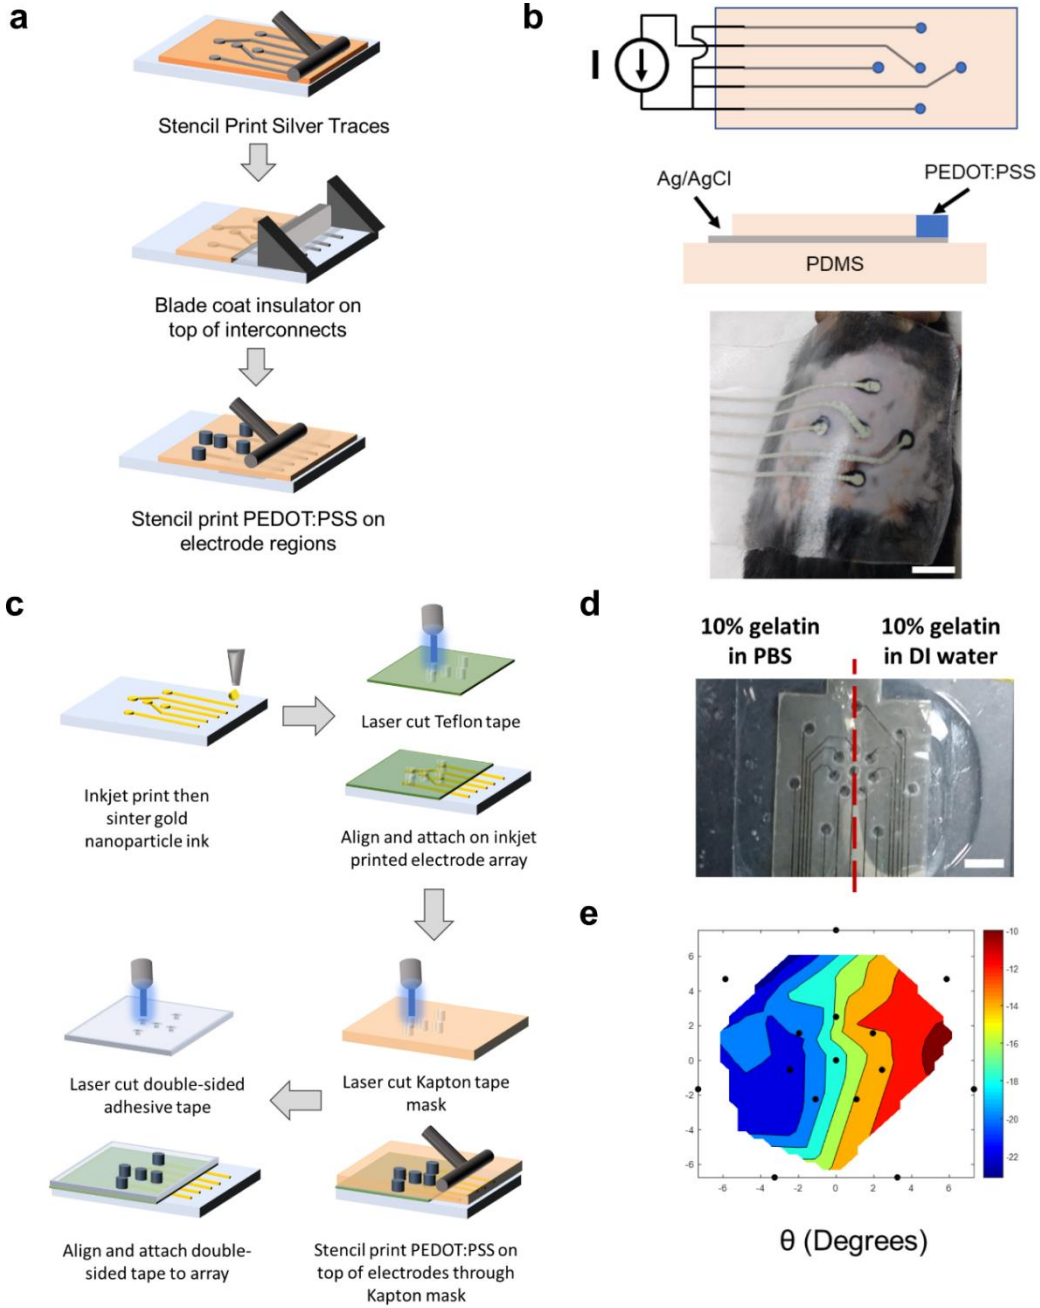 a
Stencil Print Silver Traces
Blade coat insulator on
top of interconnects
Stencil print PEDOT:PSS on
electrode regions
b
I
Ag/AgCl
PEDOT:PSS
PDMS
c
Inkjet print then
sinter gold
nanoparticle ink
Laser cut Teflon tape
Align and attach on inkjet
printed electrode array
Laser cut Kapton tape
mask
Stencil print PEDOT:PSS on
top of electrodes through
Kapton mask
Laser cut double-sided
adhesive tape
Align and attach double-
sided tape to array
d
10% gelatin
in PBS
10% gelatin
in DI water
e
6
4
2
0
-2
-4
-6
-6 -4 -2 0 2 4 6
-10
-12
-14
-16
-18
-20
-22
θ (Degrees)